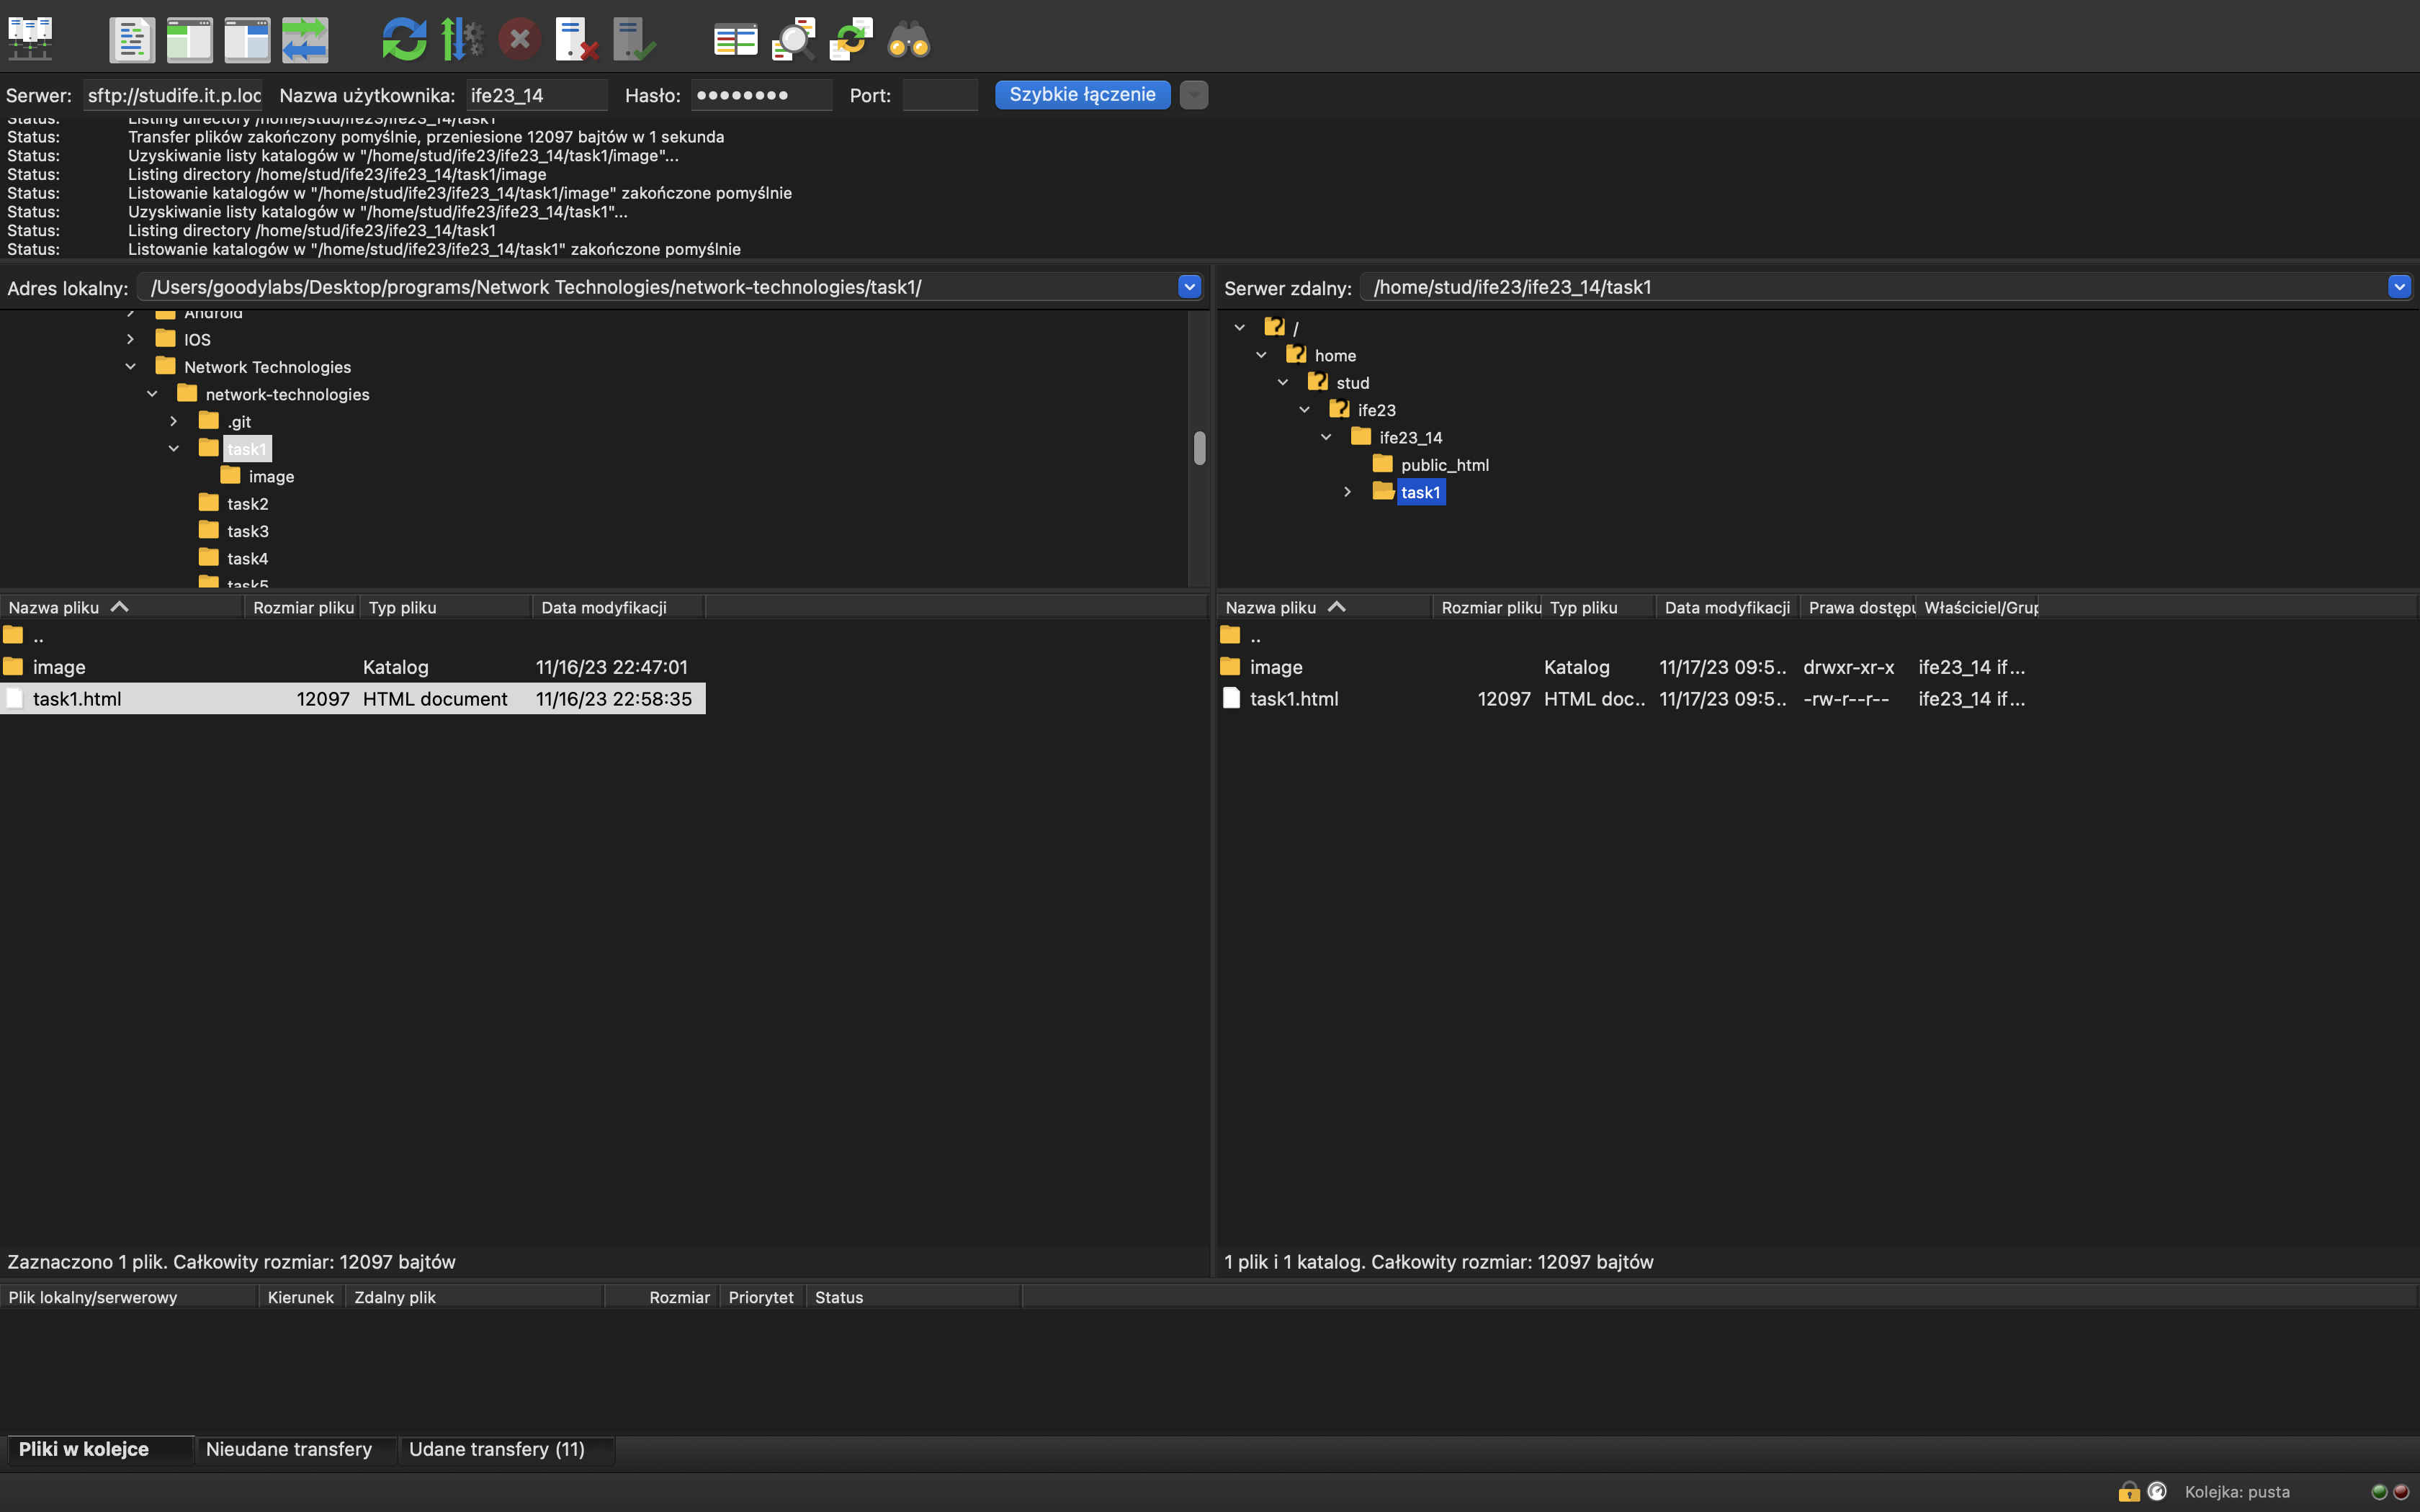 Serwer: sftp://studife.it.p.lod Nazwa użytkownika: ife23_14 Hasło: ●●●●●●●● Port: Szybkie łączenie
Status: Listing directory /home/stud/ife23/ife23_14/task1
Status: Transfer plików zakończony pomyślnie, przeniesione 12097 bajtów w 1 sekunda
Status: Uzyskiwanie listy katalogów w "/home/stud/ife23/ife23_14/task1/image"...
Status: Listing directory /home/stud/ife23/ife23_14/task1/image
Status: Listowanie katalogów w "/home/stud/ife23/ife23_14/task1/image" zakończone pomyślnie
Status: Uzyskiwanie listy katalogów w "/home/stud/ife23/ife23_14/task1"...
Status: Listing directory /home/stud/ife23/ife23_14/task1
Status: Listowanie katalogów w "/home/stud/ife23/ife23_14/task1" zakończone pomyślnie
Adres lokalny: /Users/goodylabs/Desktop/programs/Network Technologies/network-technologies/task1/
Android
IOS
Network Technologies
network-technologies
.git
task1
image
task2
task3
task4
task5
Nazwa pliku Rozmiar pliku Typ pliku Data modyfikacji
..
image Katalog 11/16/23 22:47:01
task1.html 12097 HTML document 11/16/23 22:58:35
Zaznaczono 1 plik. Całkowity rozmiar: 12097 bajtów
Serwer zdalny: /home/stud/ife23/ife23_14/task1
/
home
stud
ife23
ife23_14
public_html
task1
Nazwa pliku Rozmiar pliku Typ pliku Data modyfikacji Prawa dostępu Właściciel/Grup
..
image Katalog 11/17/23 09:5.. drwxr-xr-x ife23_14 if...
task1.html 12097 HTML doc.. 11/17/23 09:5.. -rw-r--r-- ife23_14 if...
1 plik i 1 katalog. Całkowity rozmiar: 12097 bajtów
Plik lokalny/serwerowy Kierunek Zdalny plik Rozmiar Priorytet Status
Pliki w kolejce Nieudane transfery Udane transfery (11)
Kolejka: pusta